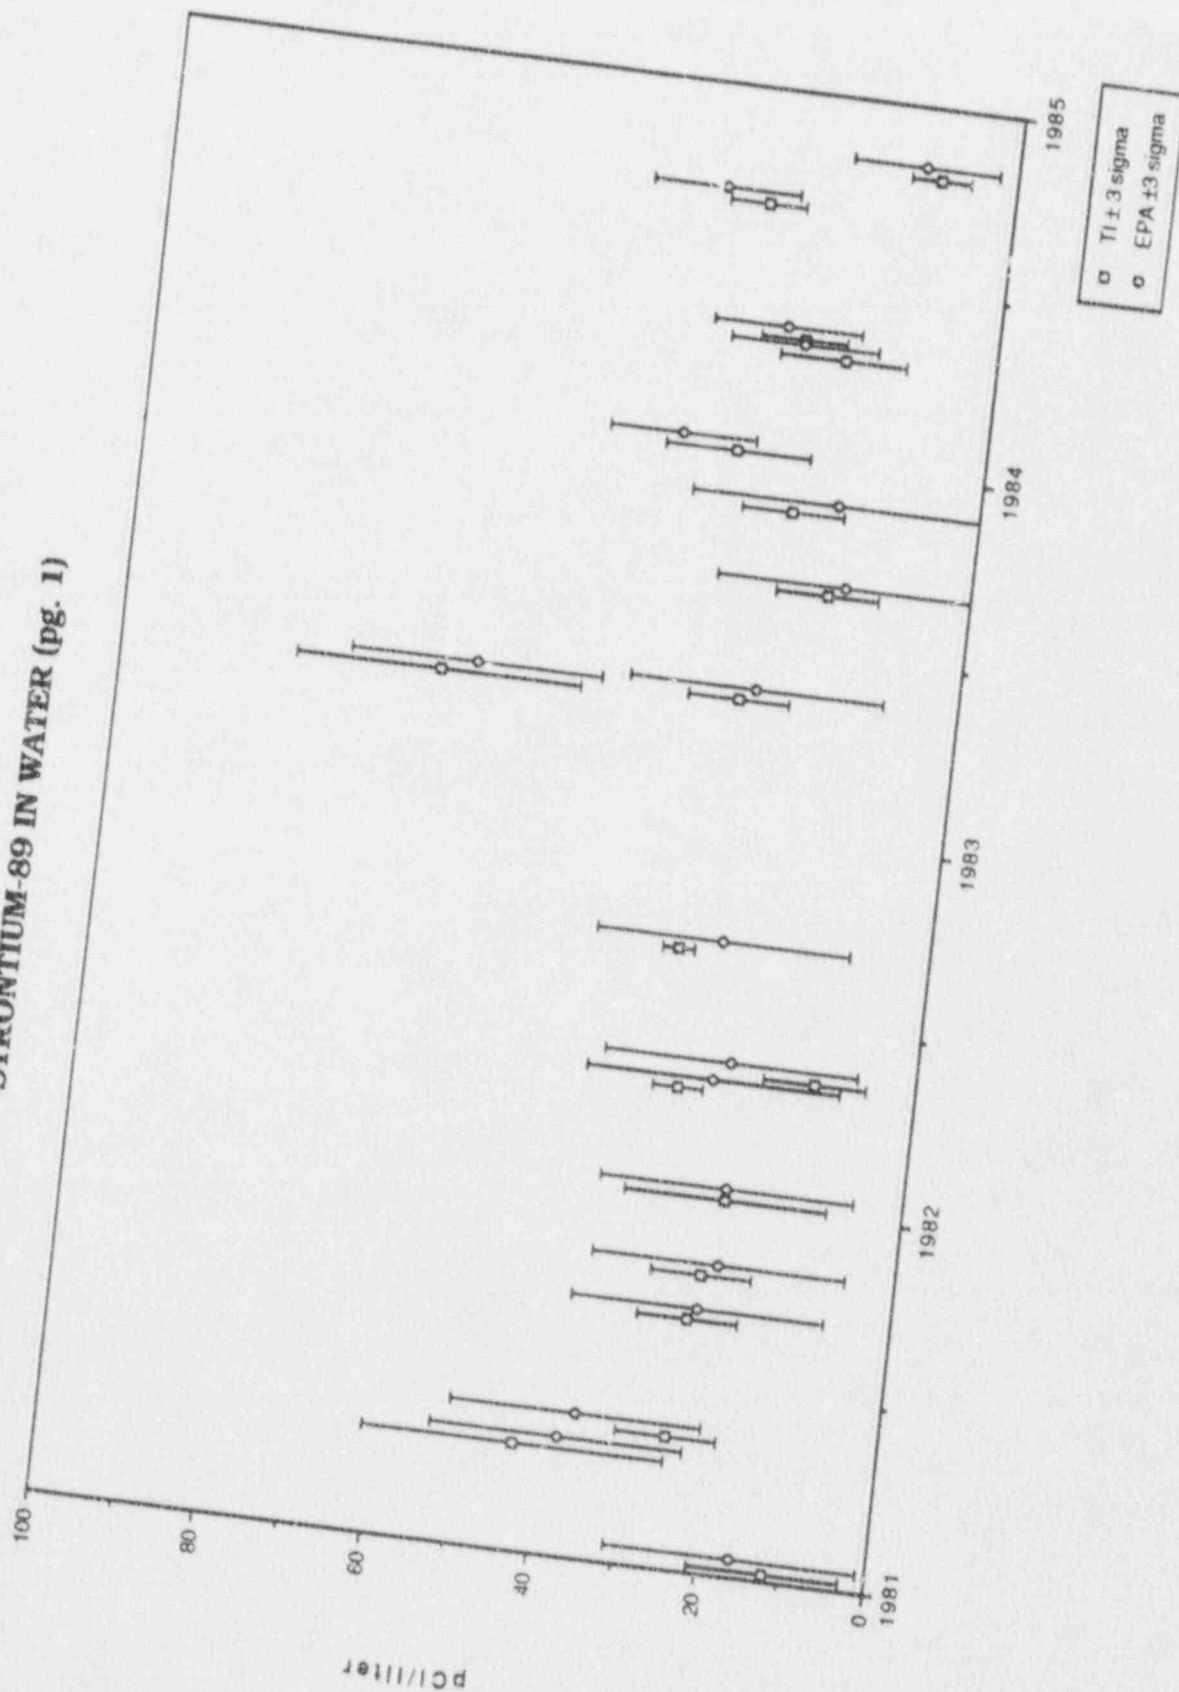 STRONTIUM-89 IN WATER (pg. 1)
pCi/liter
100
80
60
40
20
0
1981
1982
1983
1984
1985
TI ± 3 sigma
EPA ±3 sigma